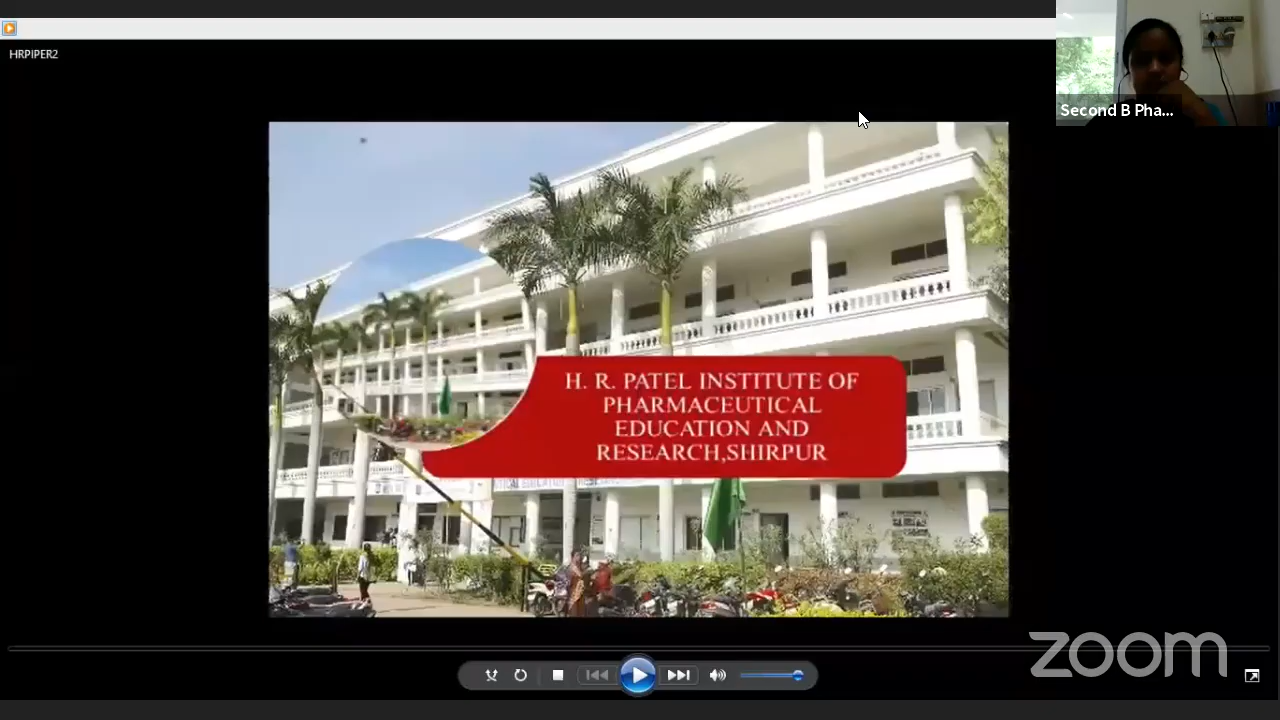 HRPIPER2
Second B Pha...
H. R. PATEL INSTITUTE OF
PHARMACEUTICAL
EDUCATION AND
RESEARCH,SHIRPUR
zoom